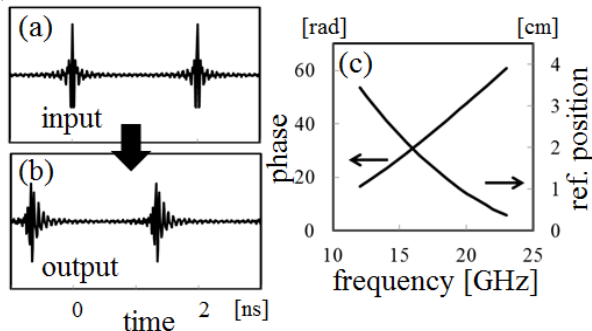 (a)
input
(b)
output
0 2 [ns]
time
[rad] [cm]
(c)
60
40
20
0
phase
4
3
2
1
0
ref. position
10 15 20 25
frequency [GHz]